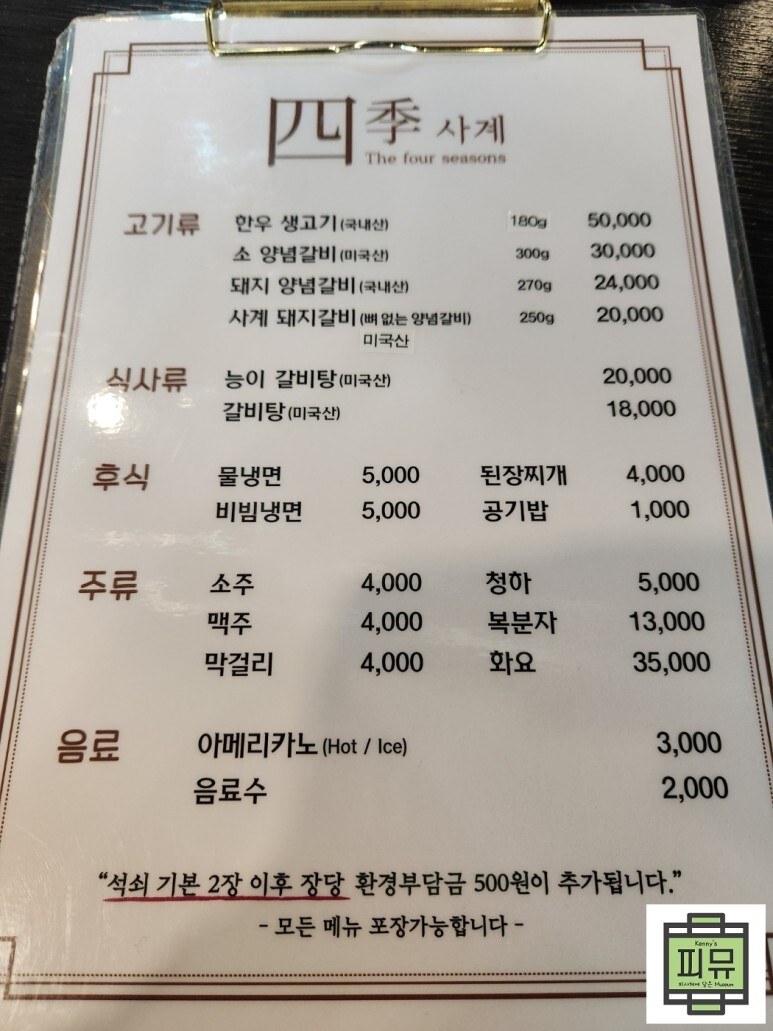 四季 사계
The four seasons
고기류 한우 생고기(국내산) 180g 50,000
소 양념갈비(미국산) 300g 30,000
돼지 양념갈비(국내산) 270g 24,000
사계 돼지갈비(뼈 없는 양념갈비) 250g 20,000
미국산
식사류 능이 갈비탕(미국산) 20,000
갈비탕(미국산) 18,000
후식 물냉면 5,000 된장찌개 4,000
비빔냉면 5,000 공기밥 1,000
주류 소주 4,000 청하 5,000
맥주 4,000 복분자 13,000
막걸리 4,000 화요 35,000
음료 아메리카노(Hot / Ice) 3,000
음료수 2,000
"석쇠 기본 2장 이후 장당 환경부담금 500원이 추가됩니다."
- 모든 메뉴 포장가능합니다 -
Kenny's
피뮤